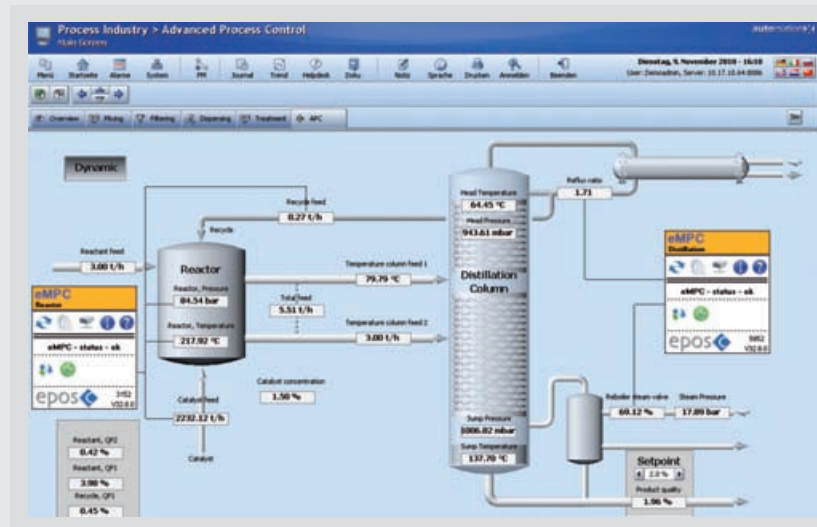 Process Industry > Advanced Process Control
Main Screen
Menü Startseite Alarme System PM Journal Trend Helpdesk Doku Notiz Sprache Drucken Anmelden Beenden
Dienstag, 9. November 2010 - 16:10
Overview Mixing Filtering Dispersing Treatment APC
Dynamic
Recycle feed
0.27 t/h
Recycle
Reactant feed
3.00 t/h
Reactor
Reactor, Pressure
84.54 bar
Reactor, Temperature
217.92 °C
Temperature column feed 1
79.79 °C
Total feed
5.51 t/h
Temperature column feed 2
3.00 t/h
Catalyst concentration
1.50 %
Catalyst feed
2232.12 t/h
Catalyst
Head Temperature
64.45 °C
Head Pressure
943.61 mbar
Distillation
Column
Sump Pressure
mbar
Sump Temperature
137.70 °C
Reflux ratio
1.71
eMPC
Reactor
eMPC - status - ok
epos
V32.8.0
eMPC
Distillation
eMPC - status - ok
epos
V32.8.0
Reboiler steam valve
69.12 %
Steam Pressure
17.09 bar
Setpoint
2.0 %
Product quality
1.96 %
Reactant, QP2
0.42 %
Reactant, QP1
3.98 %
Recycle, QP1
0.45 %